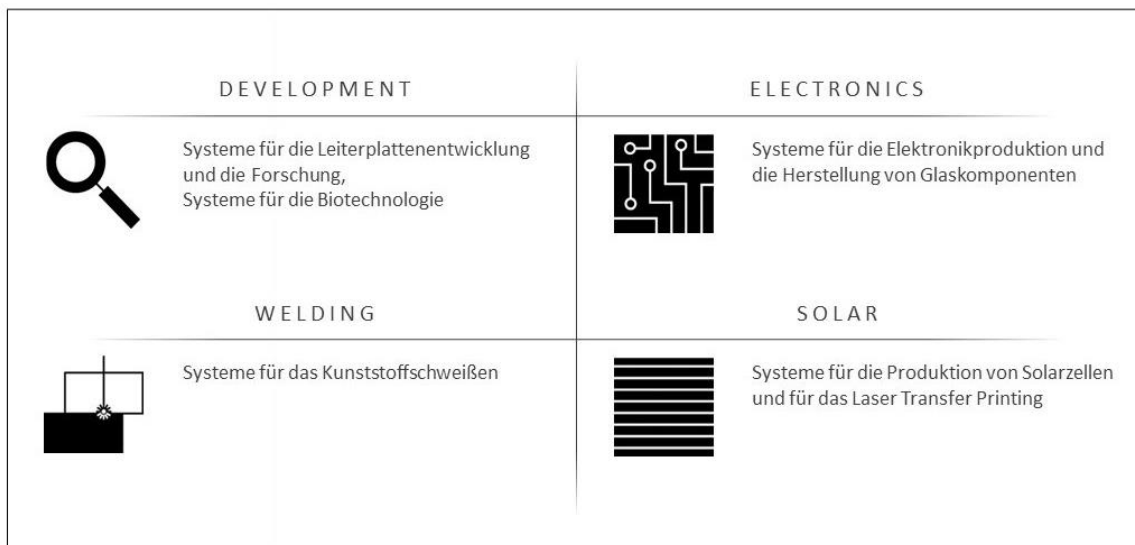 DEVELOPMENT
Systeme für die Leiterplattenentwicklung
und die Forschung,
Systeme für die Biotechnologie
ELECTRONICS
Systeme für die Elektronikproduktion und
die Herstellung von Glaskomponenten
WELDING
Systeme für das Kunststoffschweißen
SOLAR
Systeme für die Produktion von Solarzellen
und für das Laser Transfer Printing